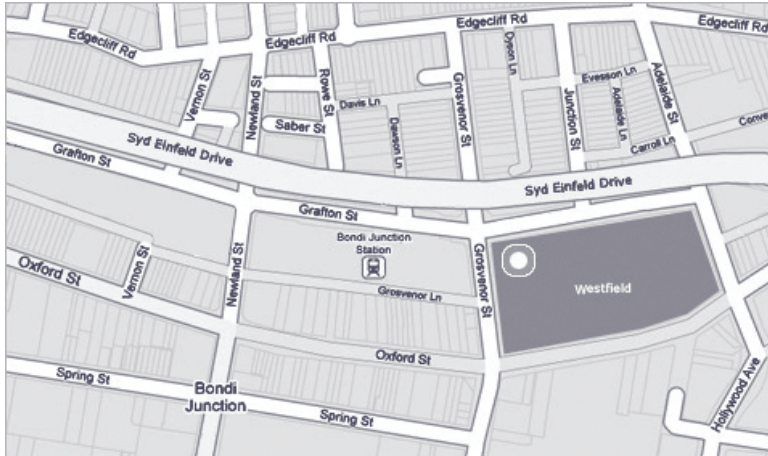 Edgecliff Rd
Edgecliff Rd
Edgecliff Rd
Edgecliff Rd
Vernon St
Newland St
Rowe St
Grosvenor St
Dyson Ln
Junction St
Evesson Ln
Adelaide St
Davis Ln
Dawson Ln
Adelaide Ln
Saber St
Carroll Ln
Conve
Syd Einfeld Drive
Syd Einfeld Drive
Grafton St
Grafton St
Bondi Junction
Station
Vernon St
Newland St
Grosvenor St
Westfield
Oxford St
Grosvenor Ln
Oxford St
Spring St
Bondi
Junction
Spring St
Hollywood Ave